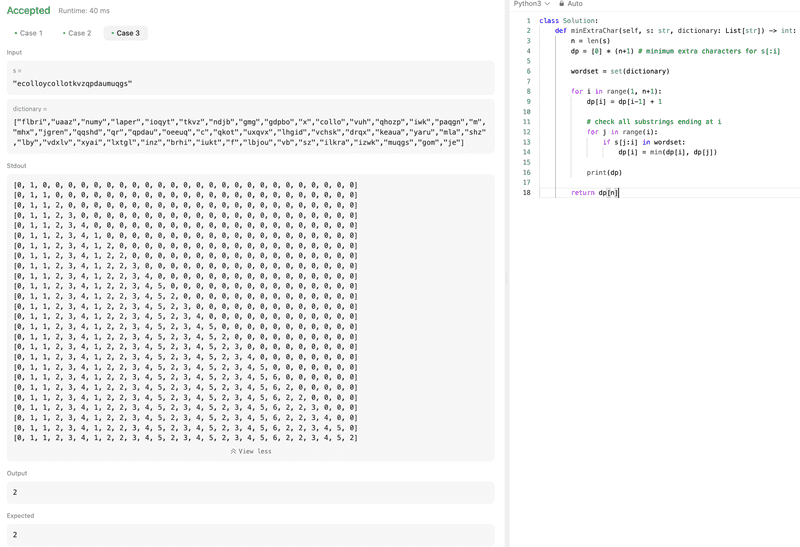 Accepted Runtime: 40 ms
• Case 1 • Case 2 • Case 3
Input
s =
"ecolloycollotkvzqpdaumuqgs"
dictionary =
["flbri","uaaz","numy","laper","ioqyt","tkvz","ndjb","gmg","gdpbo","x","collo","vuh","qhozp","iwk","paqgn","m",
"mhx","jgren","qqshd","qr","qpdau","oeeuq","c","qkot","uxqvx","lhgid","vchsk","drqx","keaua","yaru","mla","shz"
,"lby","vdxlv","xyai","lxtgl","inz","brhi","iukt","f","lbjou","vb","sz","ilkra","izwk","muqgs","gom","je"]
Stdout
[0, 1, 0, 0, 0, 0, 0, 0, 0, 0, 0, 0, 0, 0, 0, 0, 0, 0, 0, 0, 0, 0, 0, 0, 0, 0, 0]
[0, 1, 1, 0, 0, 0, 0, 0, 0, 0, 0, 0, 0, 0, 0, 0, 0, 0, 0, 0, 0, 0, 0, 0, 0, 0, 0]
[0, 1, 1, 2, 0, 0, 0, 0, 0, 0, 0, 0, 0, 0, 0, 0, 0, 0, 0, 0, 0, 0, 0, 0, 0, 0, 0]
[0, 1, 1, 2, 3, 0, 0, 0, 0, 0, 0, 0, 0, 0, 0, 0, 0, 0, 0, 0, 0, 0, 0, 0, 0, 0, 0]
[0, 1, 1, 2, 3, 4, 0, 0, 0, 0, 0, 0, 0, 0, 0, 0, 0, 0, 0, 0, 0, 0, 0, 0, 0, 0, 0]
[0, 1, 1, 2, 3, 4, 1, 0, 0, 0, 0, 0, 0, 0, 0, 0, 0, 0, 0, 0, 0, 0, 0, 0, 0, 0, 0]
[0, 1, 1, 2, 3, 4, 1, 2, 0, 0, 0, 0, 0, 0, 0, 0, 0, 0, 0, 0, 0, 0, 0, 0, 0, 0, 0]
[0, 1, 1, 2, 3, 4, 1, 2, 2, 0, 0, 0, 0, 0, 0, 0, 0, 0, 0, 0, 0, 0, 0, 0, 0, 0, 0]
[0, 1, 1, 2, 3, 4, 1, 2, 2, 3, 0, 0, 0, 0, 0, 0, 0, 0, 0, 0, 0, 0, 0, 0, 0, 0, 0]
[0, 1, 1, 2, 3, 4, 1, 2, 2, 3, 4, 0, 0, 0, 0, 0, 0, 0, 0, 0, 0, 0, 0, 0, 0, 0, 0]
[0, 1, 1, 2, 3, 4, 1, 2, 2, 3, 4, 5, 0, 0, 0, 0, 0, 0, 0, 0, 0, 0, 0, 0, 0, 0, 0]
[0, 1, 1, 2, 3, 4, 1, 2, 2, 3, 4, 5, 2, 0, 0, 0, 0, 0, 0, 0, 0, 0, 0, 0, 0, 0, 0]
[0, 1, 1, 2, 3, 4, 1, 2, 2, 3, 4, 5, 2, 3, 0, 0, 0, 0, 0, 0, 0, 0, 0, 0, 0, 0, 0]
[0, 1, 1, 2, 3, 4, 1, 2, 2, 3, 4, 5, 2, 3, 4, 0, 0, 0, 0, 0, 0, 0, 0, 0, 0, 0, 0]
[0, 1, 1, 2, 3, 4, 1, 2, 2, 3, 4, 5, 2, 3, 4, 5, 0, 0, 0, 0, 0, 0, 0, 0, 0, 0, 0]
[0, 1, 1, 2, 3, 4, 1, 2, 2, 3, 4, 5, 2, 3, 4, 5, 2, 0, 0, 0, 0, 0, 0, 0, 0, 0, 0]
[0, 1, 1, 2, 3, 4, 1, 2, 2, 3, 4, 5, 2, 3, 4, 5, 2, 3, 0, 0, 0, 0, 0, 0, 0, 0, 0]
[0, 1, 1, 2, 3, 4, 1, 2, 2, 3, 4, 5, 2, 3, 4, 5, 2, 3, 4, 0, 0, 0, 0, 0, 0, 0, 0]
[0, 1, 1, 2, 3, 4, 1, 2, 2, 3, 4, 5, 2, 3, 4, 5, 2, 3, 4, 5, 0, 0, 0, 0, 0, 0, 0]
[0, 1, 1, 2, 3, 4, 1, 2, 2, 3, 4, 5, 2, 3, 4, 5, 2, 3, 4, 5, 6, 0, 0, 0, 0, 0, 0]
[0, 1, 1, 2, 3, 4, 1, 2, 2, 3, 4, 5, 2, 3, 4, 5, 2, 3, 4, 5, 6, 2, 0, 0, 0, 0, 0]
[0, 1, 1, 2, 3, 4, 1, 2, 2, 3, 4, 5, 2, 3, 4, 5, 2, 3, 4, 5, 6, 2, 2, 0, 0, 0, 0]
[0, 1, 1, 2, 3, 4, 1, 2, 2, 3, 4, 5, 2, 3, 4, 5, 2, 3, 4, 5, 6, 2, 2, 3, 0, 0, 0]
[0, 1, 1, 2, 3, 4, 1, 2, 2, 3, 4, 5, 2, 3, 4, 5, 2, 3, 4, 5, 6, 2, 2, 3, 4, 0, 0]
[0, 1, 1, 2, 3, 4, 1, 2, 2, 3, 4, 5, 2, 3, 4, 5, 2, 3, 4, 5, 6, 2, 2, 3, 4, 5, 0]
[0, 1, 1, 2, 3, 4, 1, 2, 2, 3, 4, 5, 2, 3, 4, 5, 2, 3, 4, 5, 6, 2, 2, 3, 4, 5, 2]
View less
Output
2
Expected
2
Python3 Auto
1 class Solution:
2     def minExtraChar(self, s: str, dictionary: List[str]) -> int:
3         n = len(s)
4         dp = [0] * (n+1) # minimum extra characters for s[:i]
5
6         wordset = set(dictionary)
7
8         for i in range(1, n+1):
9             dp[i] = dp[i-1] + 1
10
11             # check all substrings ending at i
12             for j in range(i):
13                 if s[j:i] in wordset:
14                     dp[i] = min(dp[i], dp[j])
15
16             print(dp)
17
18         return dp[n]